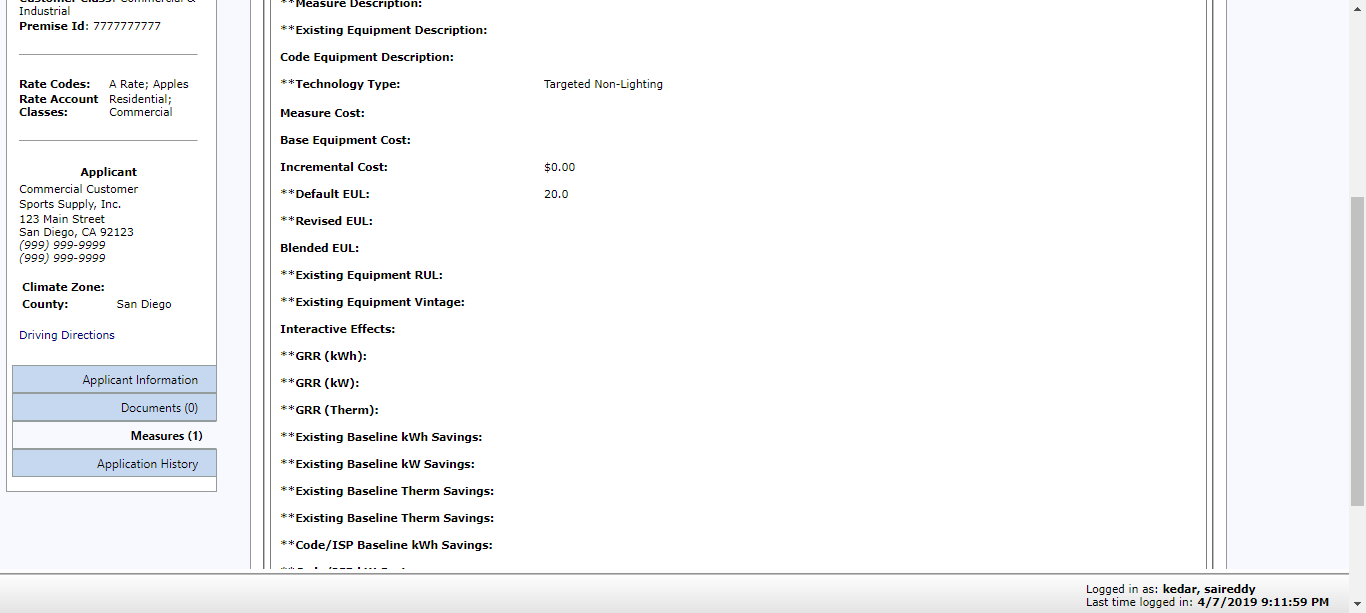 Customer Class: Commercial &
Industrial
Premise Id: 7777777777
Rate Codes: A Rate; Apples
Rate Account Residential;
Classes: Commercial
Applicant
Commercial Customer
Sports Supply, Inc.
123 Main Street
San Diego, CA 92123
(999) 999-9999
(999) 999-9999
Climate Zone:
County: San Diego
Driving Directions
Applicant Information
Documents (0)
Measures (1)
Application History
**Measure Description:
**Existing Equipment Description:
Code Equipment Description:
**Technology Type: Targeted Non-Lighting
Measure Cost:
Base Equipment Cost:
Incremental Cost: $0.00
**Default EUL: 20.0
**Revised EUL:
Blended EUL:
**Existing Equipment RUL:
**Existing Equipment Vintage:
Interactive Effects:
**GRR (kWh):
**GRR (kW):
**GRR (Therm):
**Existing Baseline kWh Savings:
**Existing Baseline kW Savings:
**Existing Baseline Therm Savings:
**Existing Baseline Therm Savings:
**Code/ISP Baseline kWh Savings:
Logged in as: kedar, saireddy
Last time logged in: 4/7/2019 9:11:59 PM